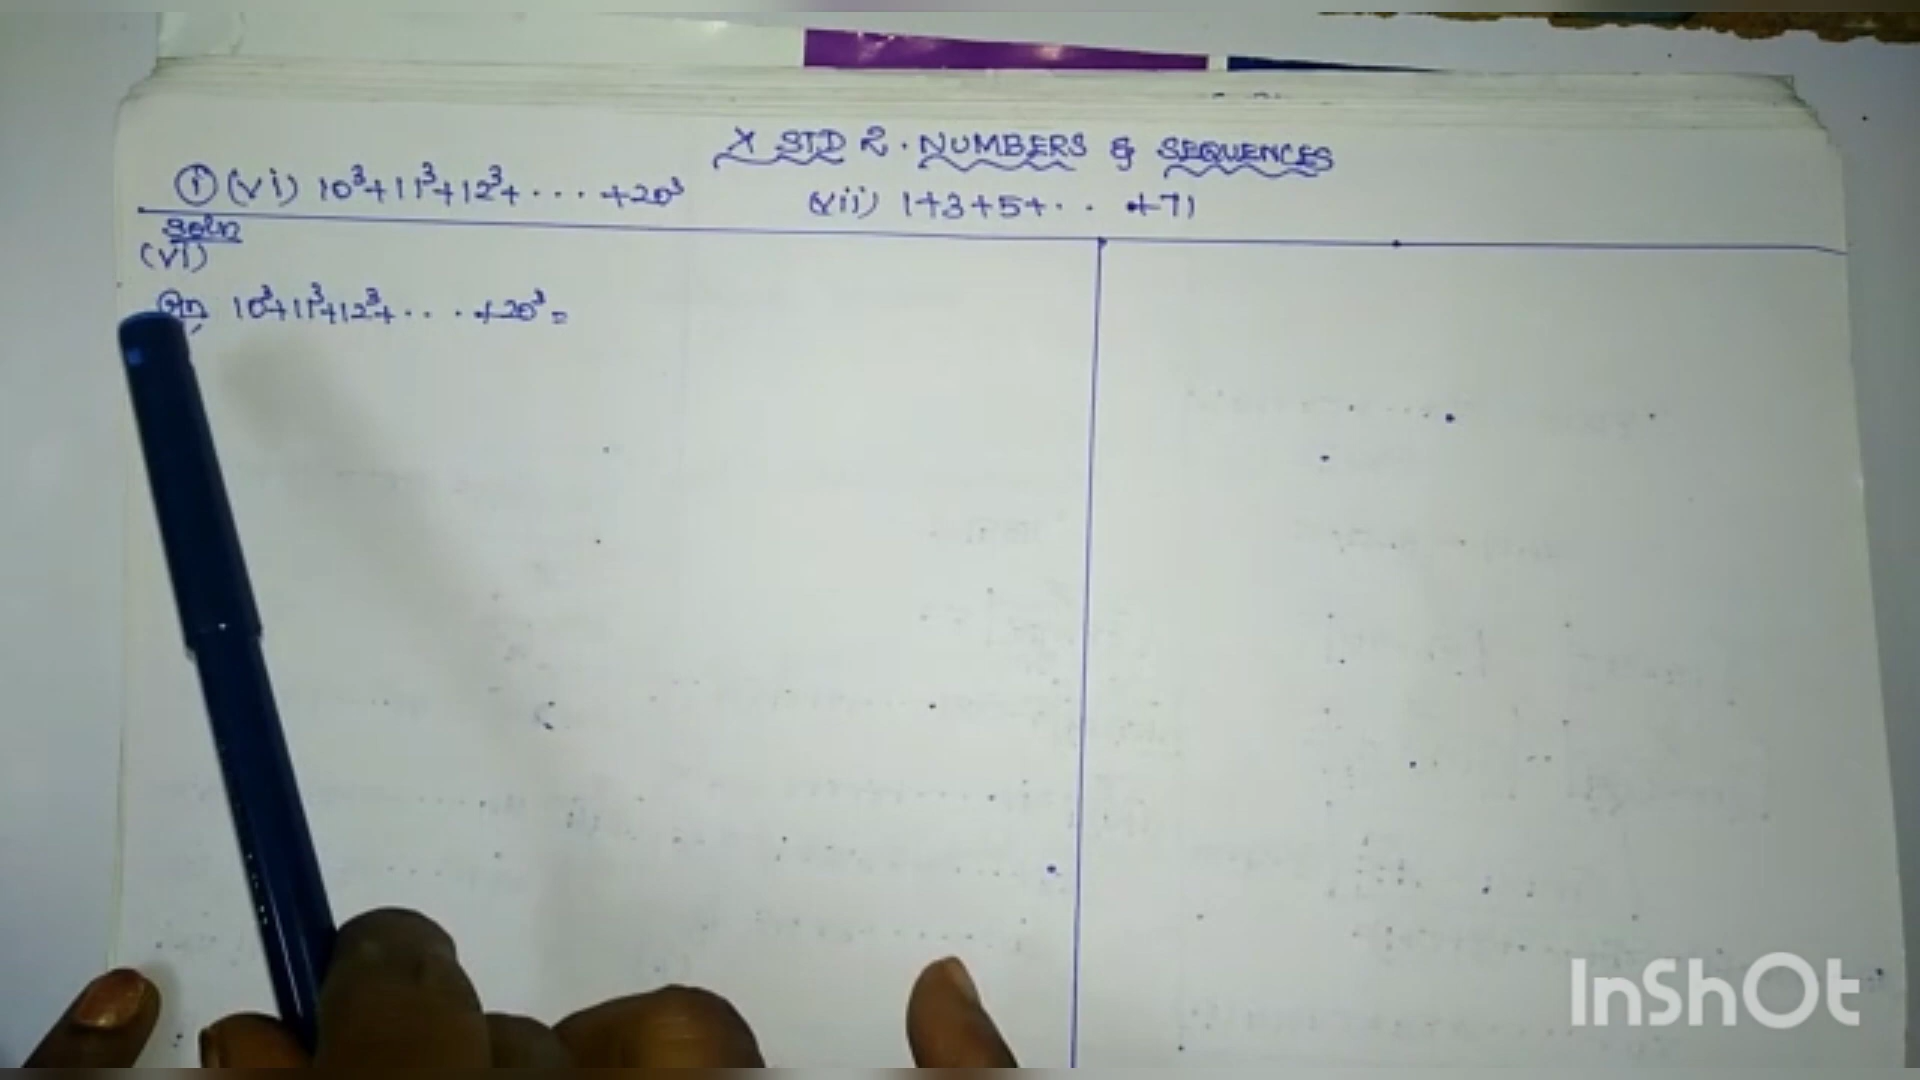 X STD 2. NUMBERS & SEQUENCES
① (vi) 10³+11³+12³+ .... +20³ (vii) 1+3+5+.. +71
Soln
(vi)
10³+11³+12³+... +20³ =
InShOt